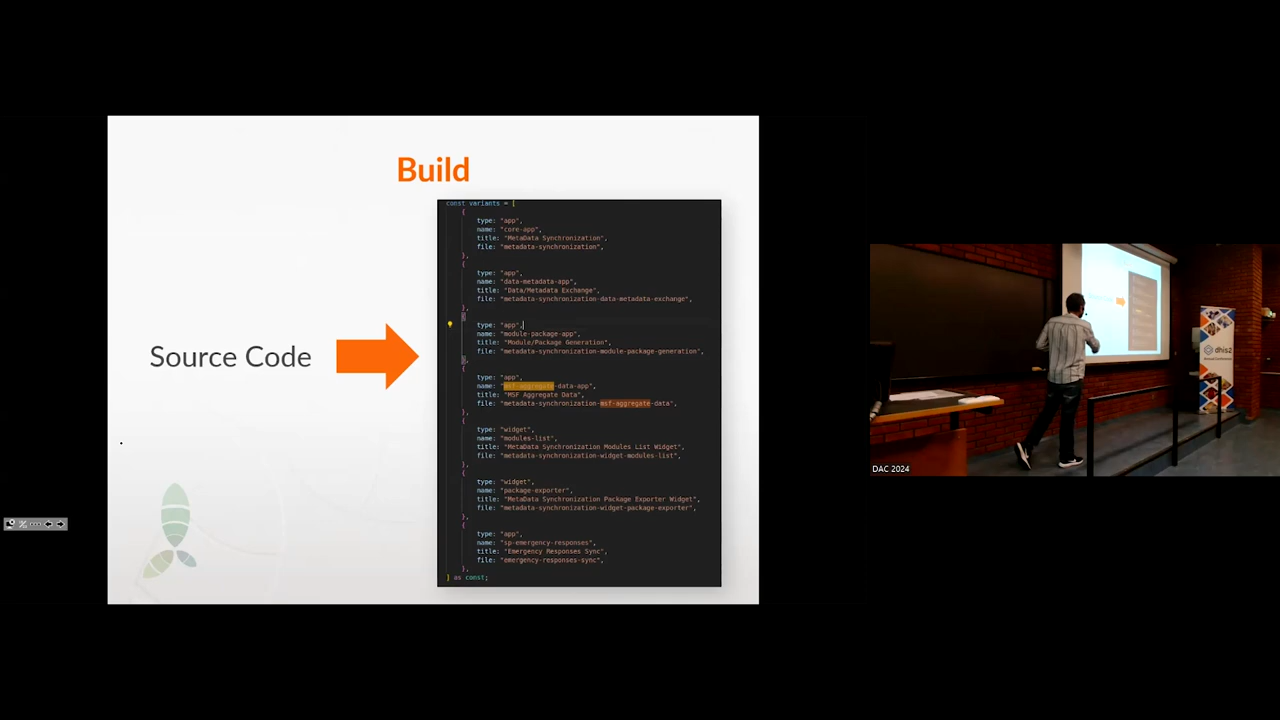 Build
Source Code
const variants = [
{
type: "app",
name: "core-app",
title: "MetaData Synchronization",
file: "metadata-synchronization",
},
{
type: "app",
name: "data-metadata-app",
title: "Data/Metadata Exchange",
file: "metadata-synchronization-data-metadata-exchange",
},
{
type: "app",
name: "module-package-app",
title: "Module/Package Generation",
file: "metadata-synchronization-module-package-generation",
},
{
type: "app",
name: "msf-aggregate-data-app",
title: "MSF Aggregate Data",
file: "metadata-synchronization-msf-aggregate-data",
},
{
type: "widget",
name: "modules-list",
title: "MetaData Synchronization Modules List Widget",
file: "metadata-synchronization-widget-modules-list",
},
{
type: "widget",
name: "package-exporter",
title: "MetaData Synchronization Package Exporter Widget",
file: "metadata-synchronization-widget-package-exporter",
},
{
type: "app",
name: "sp-emergency-responses",
title: "Emergency Responses Sync",
file: "emergency-responses-sync",
},
] as const;
dhis2
Annual Conference
DAC 2024